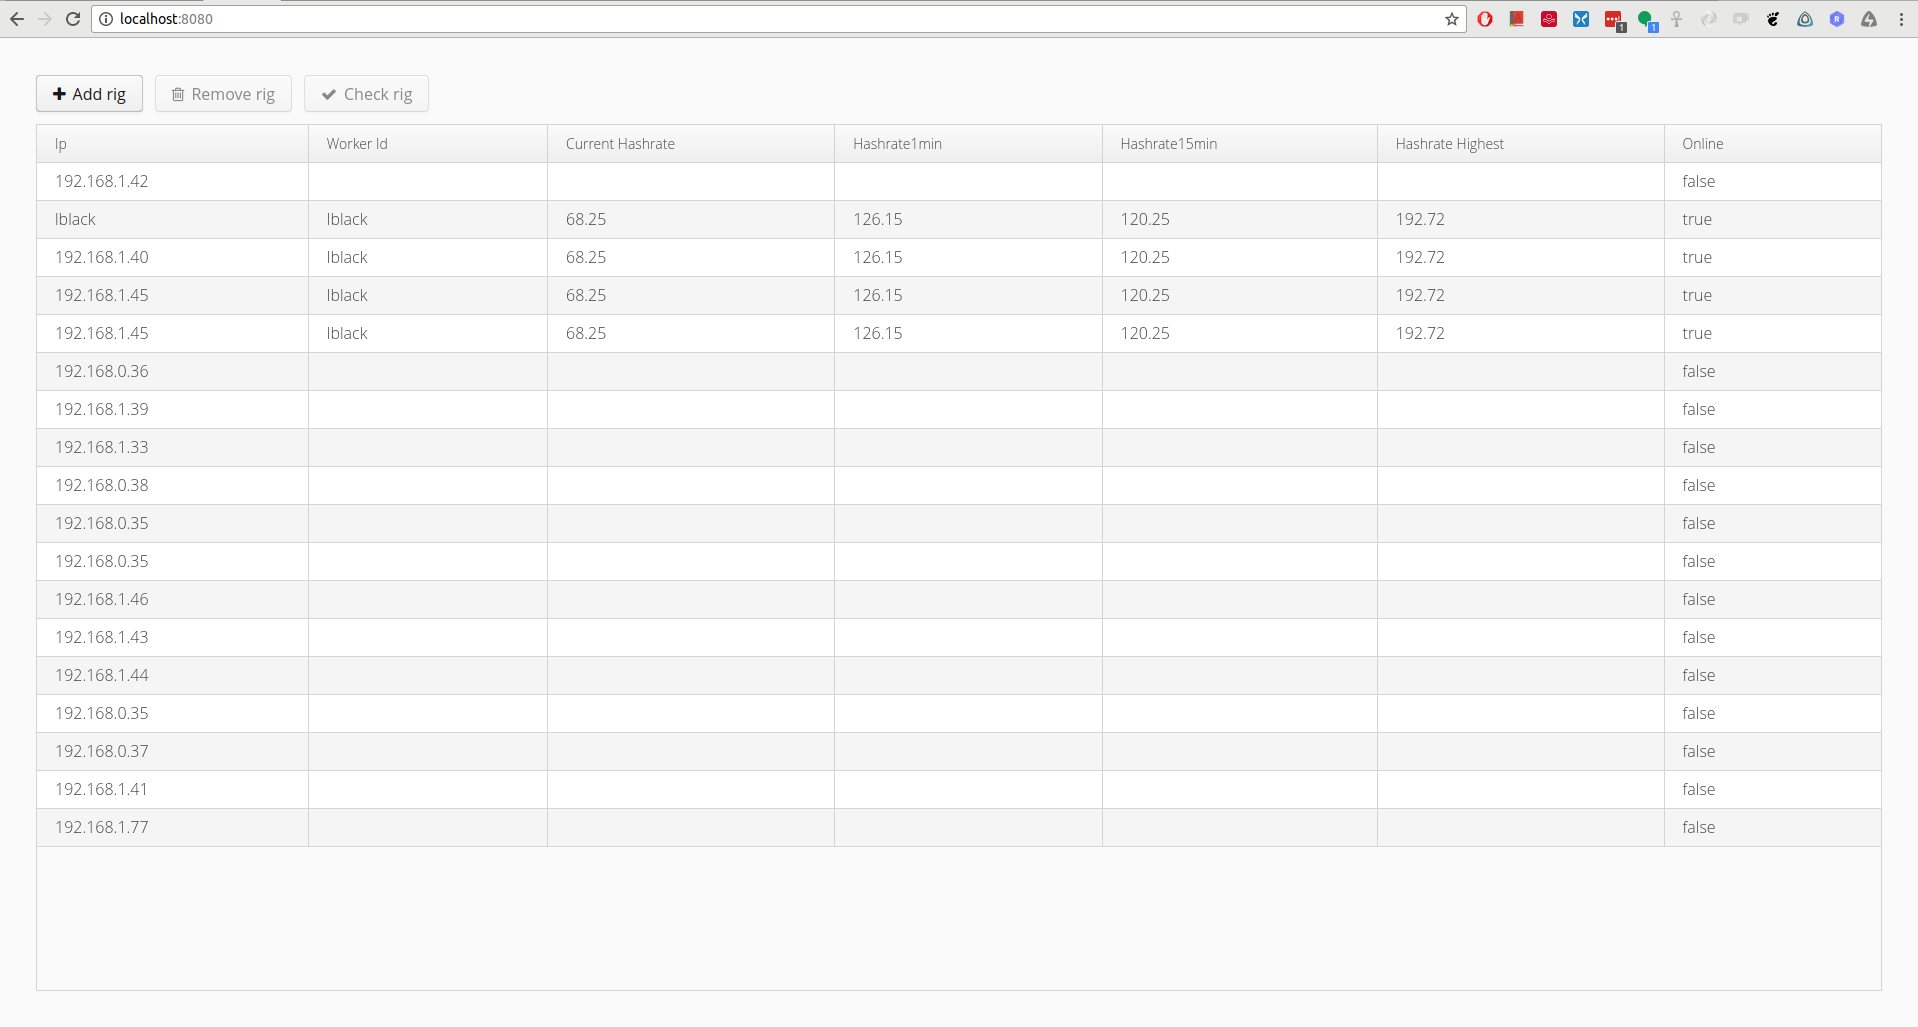 localhost:8080
1
1
Add rig Remove rig Check rig
Ip Worker Id Current Hashrate Hashrate1min Hashrate15min Hashrate Highest Online
192.168.1.42 false
lblack lblack 68.25 126.15 120.25 192.72 true
192.168.1.40 lblack 68.25 126.15 120.25 192.72 true
192.168.1.45 lblack 68.25 126.15 120.25 192.72 true
192.168.1.45 lblack 68.25 126.15 120.25 192.72 true
192.168.0.36 false
192.168.1.39 false
192.168.1.33 false
192.168.0.38 false
192.168.0.35 false
192.168.0.35 false
192.168.1.46 false
192.168.1.43 false
192.168.1.44 false
192.168.0.35 false
192.168.0.37 false
192.168.1.41 false
192.168.1.77 false